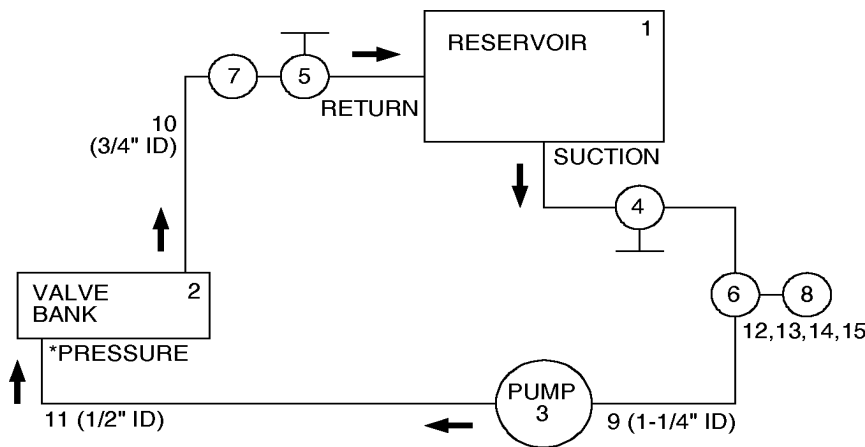 RESERVOIR
1
7
5
RETURN
10
(3/4" ID)
SUCTION
4
VALVE
BANK
2
6
8
12,13,14,15
*PRESSURE
PUMP
3
11 (1/2" ID)
9 (1-1/4" ID)